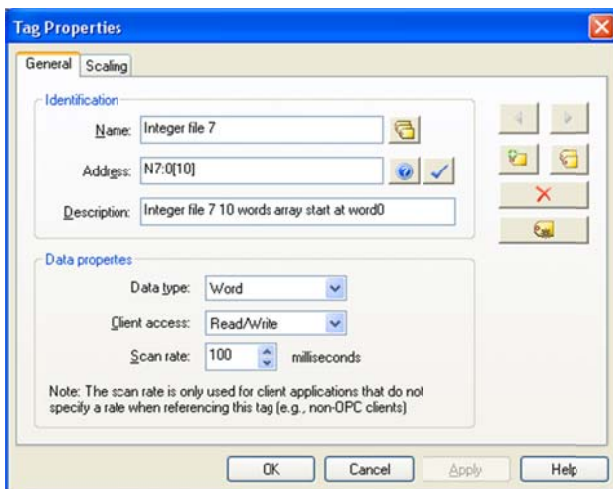 Tag Properties
General Scaling
Identification
Name: Integer file 7
Address: N7:0[10]
Description: Integer file 7 10 words array start at word0
Data propertes
Data type: Word
Client access: Read/Write
Scan rate: 100 milliseconds
Note: The scan rate is only used for client applications that do not
specify a rate when referencing this tag (e.g., non-OPC clients)
OK Cancel Apply Help